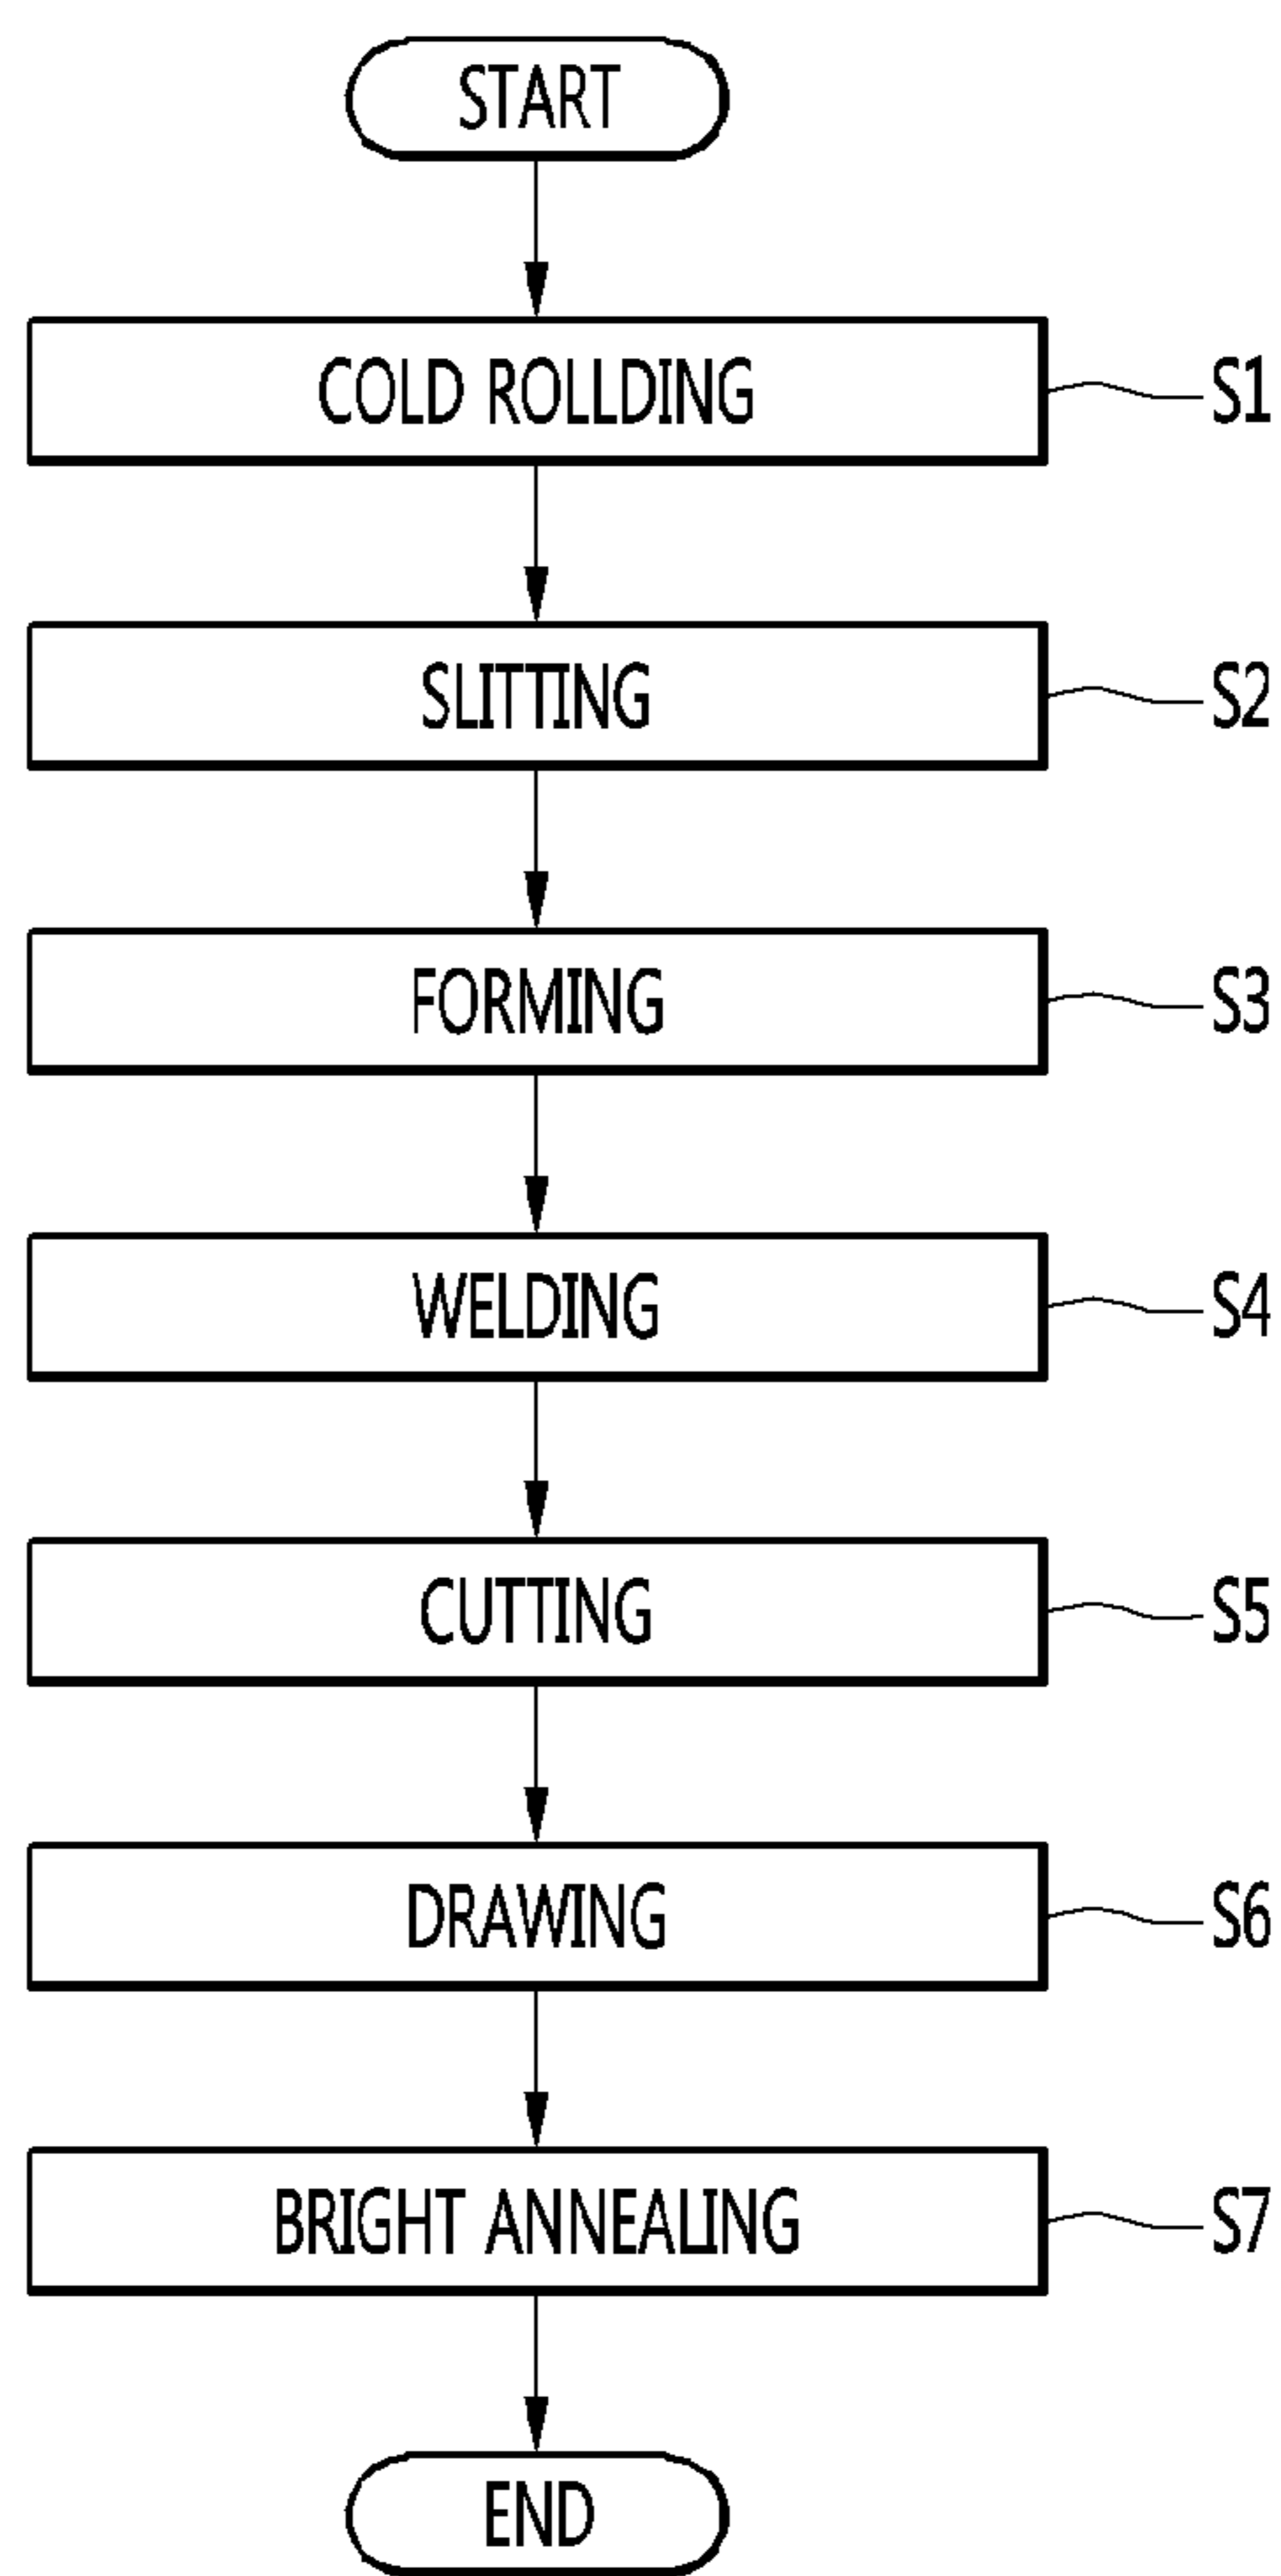 START
COLD ROLLDING S1
SLITTING S2
FORMING S3
WELDING S4
CUTTING S5
DRAWING S6
BRIGHT ANNEALING S7
END